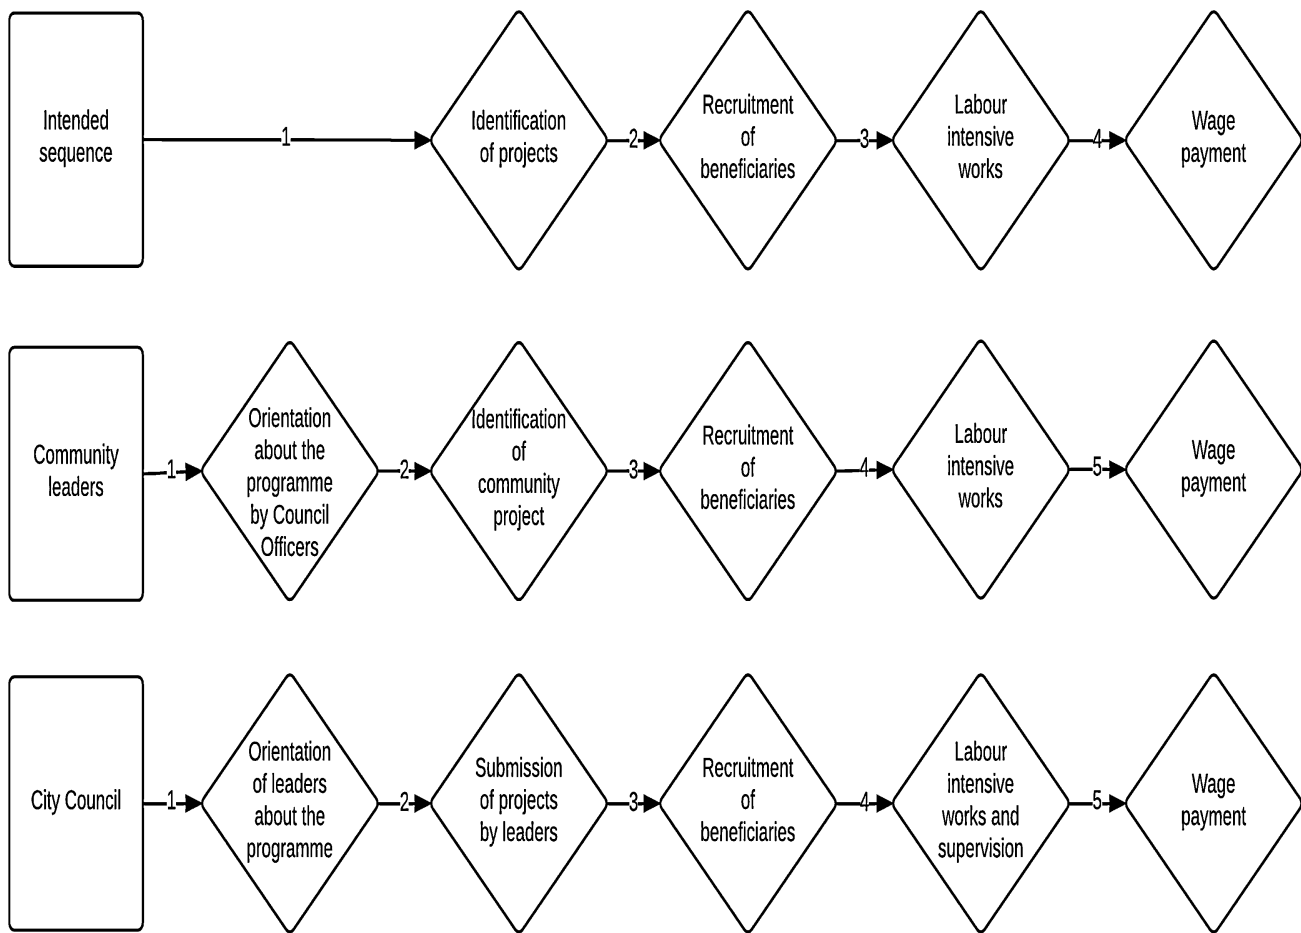 Intended
sequence
1
Identification
of projects
2
Recruitment
of
beneficiaries
3
Labour
intensive
works
4
Wage
payment
Community
leaders
1
Orientation
about the
programme
by Council
Officers
2
Identification
of
community
project
3
Recruitment
of
beneficiaries
4
Labour
intensive
works
5
Wage
payment
City Council
1
Orientation
of leaders
about the
programme
2
Submission
of projects
by leaders
3
Recruitment
of
beneficiaries
4
Labour
intensive
works and
supervision
5
Wage
payment